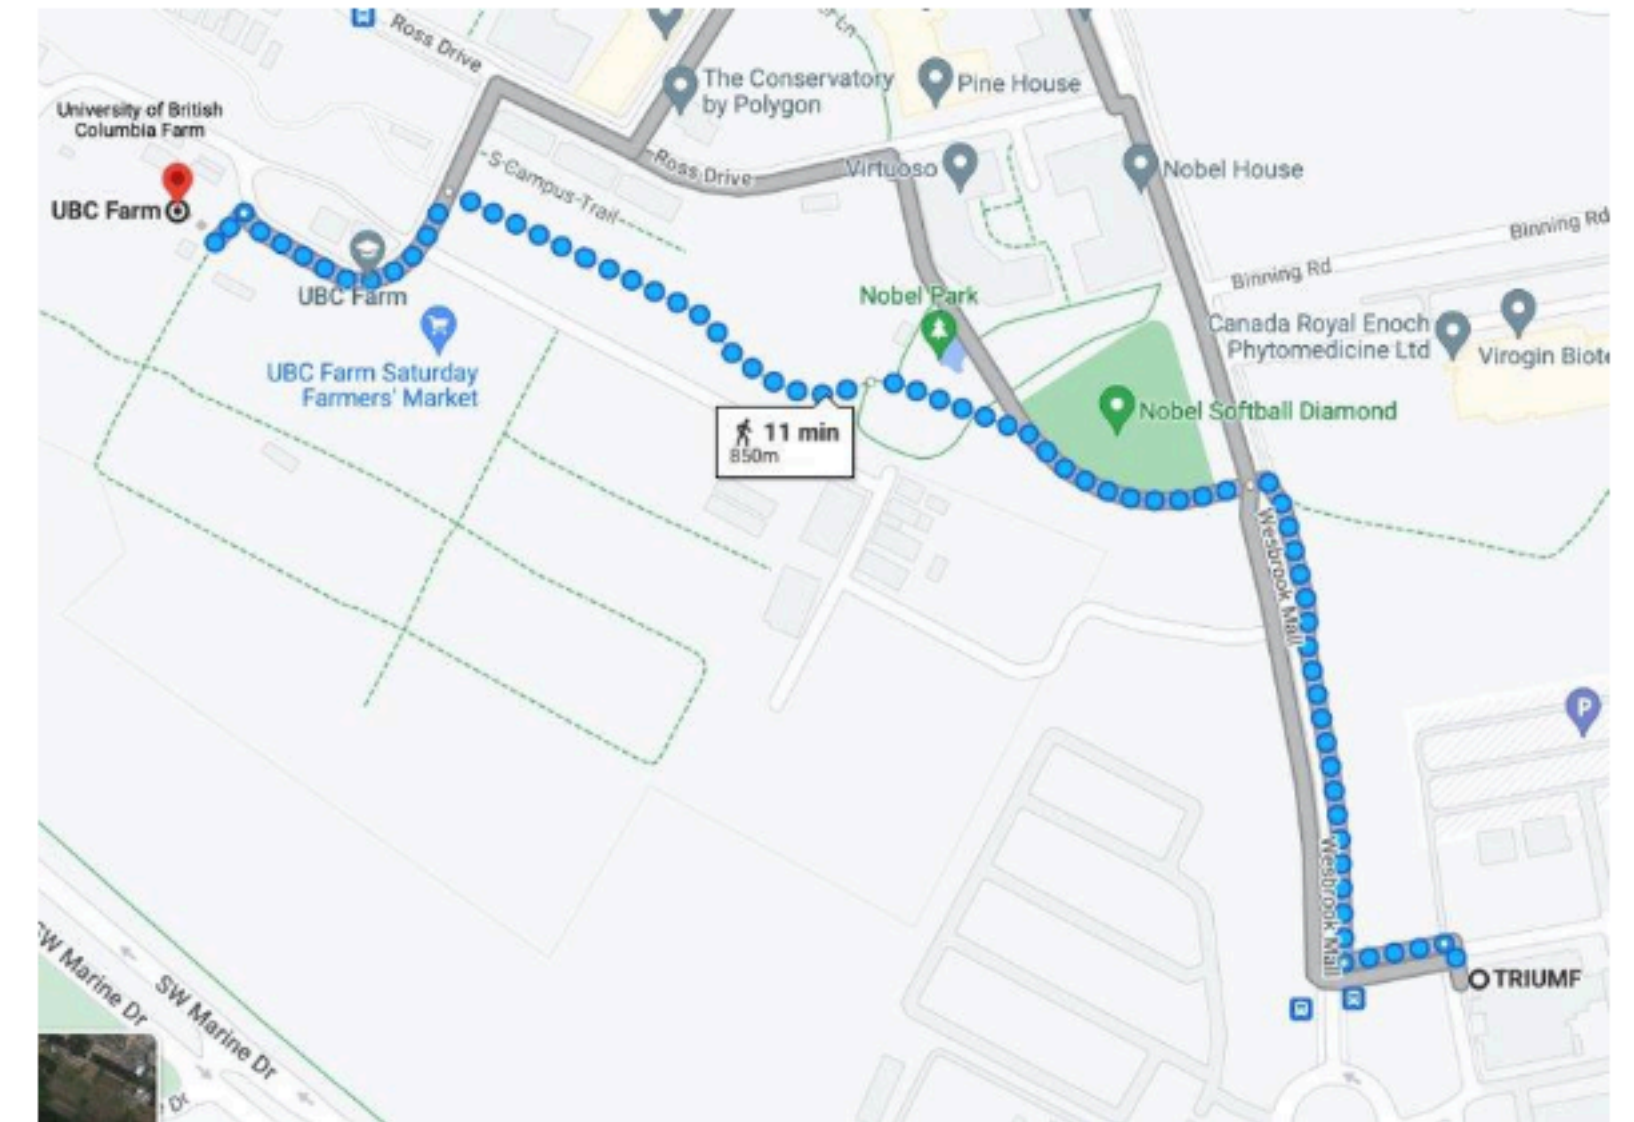 Ross Drive
The Conservatory
by Polygon
Pine House
University of British
Columbia Farm
UBC Farm
S-Campus-Trail
Ross Drive
Virtuoso
Nobel House
Binning Rd
Binning Rd
UBC Farm
Nobel Park
Canada Royal Enoch
Phytomedicine Ltd
Virogin Biote
UBC Farm Saturday
Farmers' Market
Nobel Softball Diamond
11 min
850m
Wesbrook Mall
P
Wesbrook Mall
TRIUMF
SW Marine Dr
SW Marine Dr
Dr